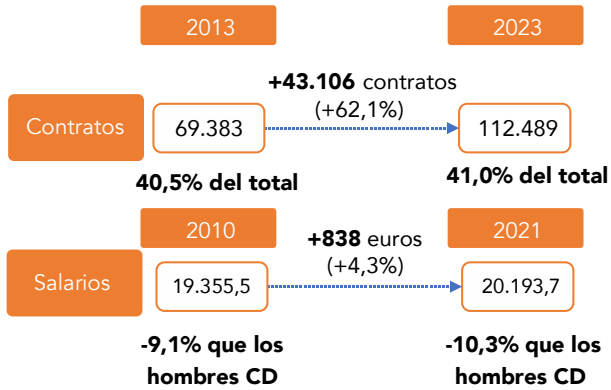 2013
2023
+43.106 contratos
(+62,1%)
Contratos
69.383
112.489
40,5% del total
41,0% del total
2010
2021
+838 euros
(+4,3%)
Salarios
19.355,5
20.193,7
-9,1% que los
hombres CD
-10,3% que los
hombres CD